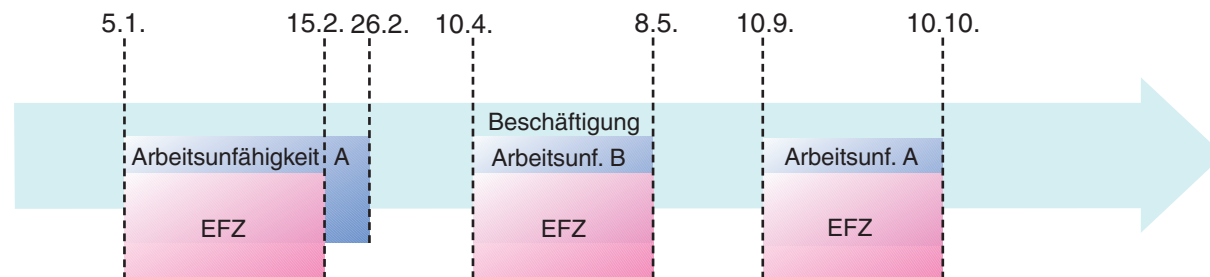 5.1. 15.2. 26.2. 10.4. 8.5. 10.9. 10.10.
Beschäftigung
Arbeitsunfähigkeit A Arbeitsunf. B Arbeitsunf. A
EFZ EFZ EFZ